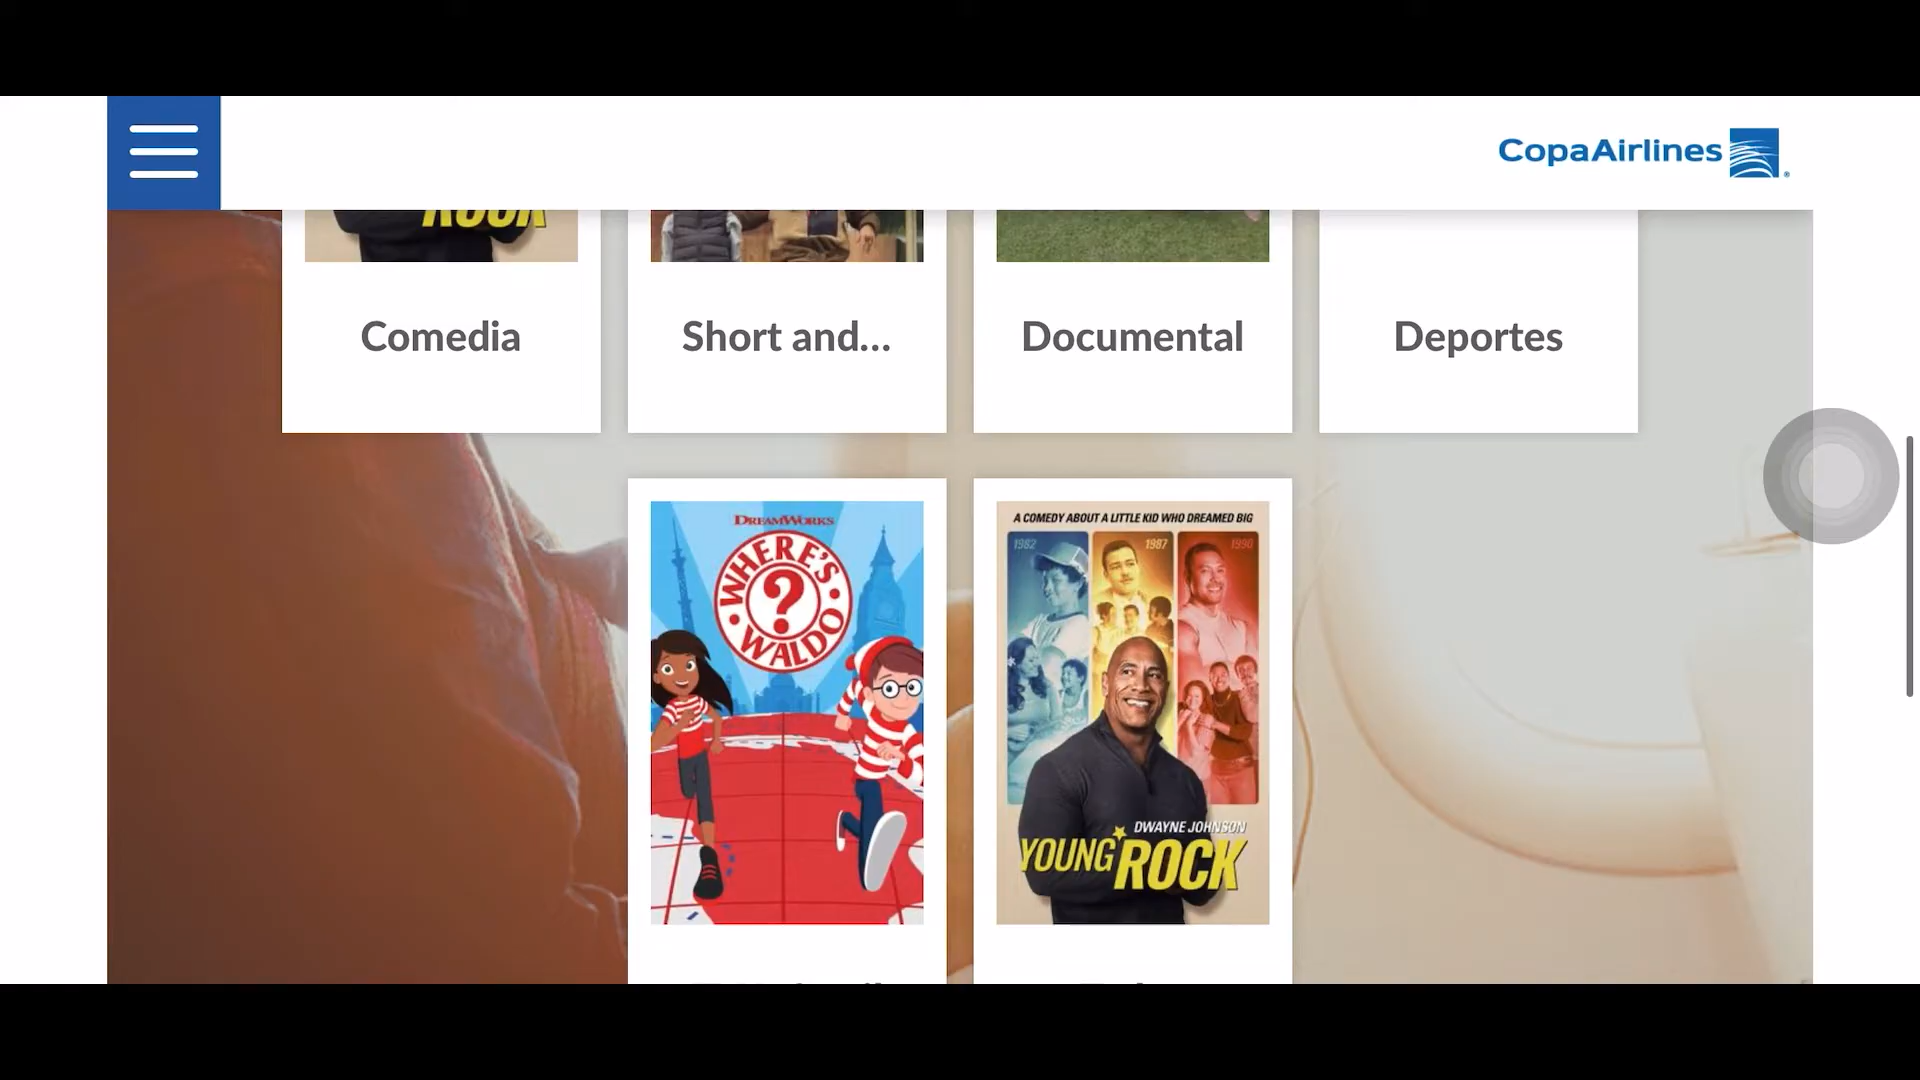 CopaAirlines
ROCK
Comedia
Short and...
Documental
Deportes
DREAMWORKS
WHERE'S
?
WALDO
A COMEDY ABOUT A LITTLE KID WHO DREAMED BIG
1982
1987
1990
DWAYNE JOHNSON
YOUNG ROCK